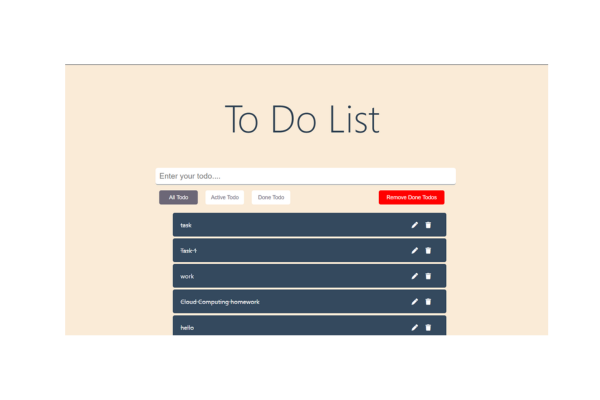 To Do List
Enter your todo....
All Todo Active Todo Done Todo Remove Done Todos
task
Task 1
work
Cloud Computing homework
hello